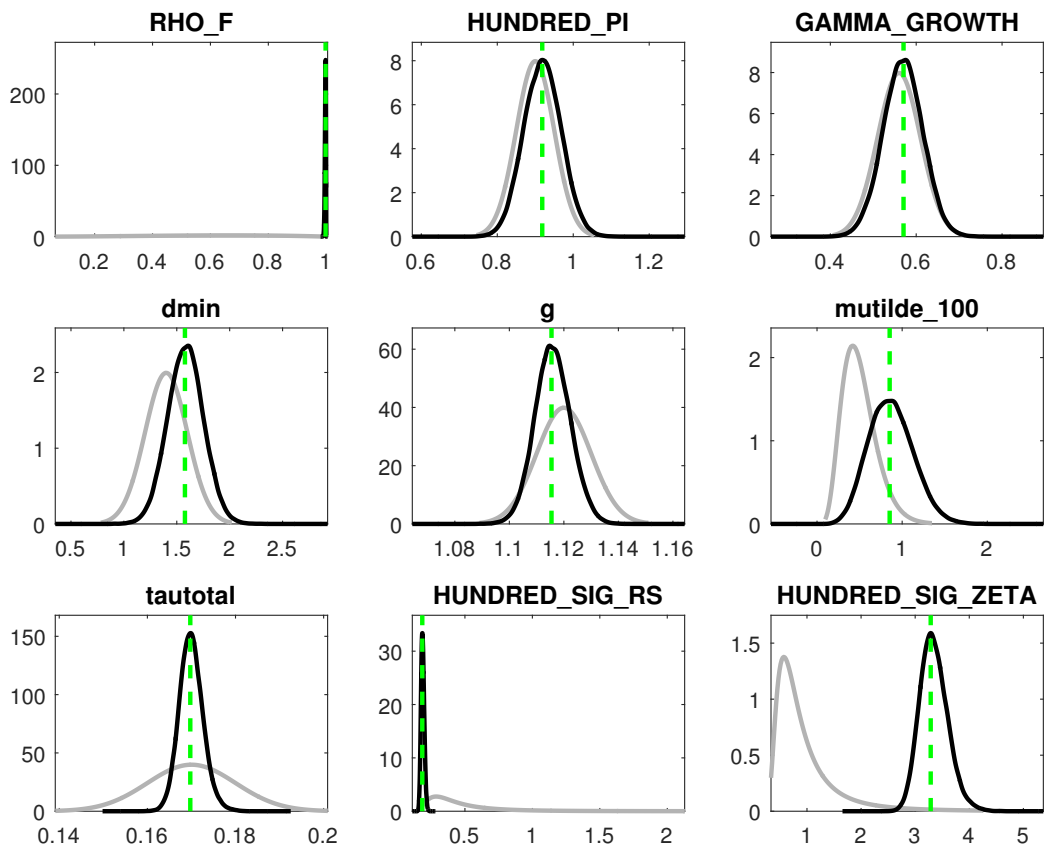 RHO_F HUNDRED_PI GAMMA_GROWTH
200
100
0
0.2 0.4 0.6 0.8 1
8
6
4
2
0
0.6 0.8 1 1.2
8
6
4
2
0
0.4 0.6 0.8
dmin g mutilde_100
2
1
0
0.5 1 1.5 2 2.5
60
40
20
0
1.08 1.1 1.12 1.14 1.16
2
1
0
0 1 2
tautotal HUNDRED_SIG_RS HUNDRED_SIG_ZETA
150
100
50
0
0.14 0.16 0.18 0.2
30
20
10
0
0.5 1 1.5 2
1.5
1
0.5
0
1 2 3 4 5